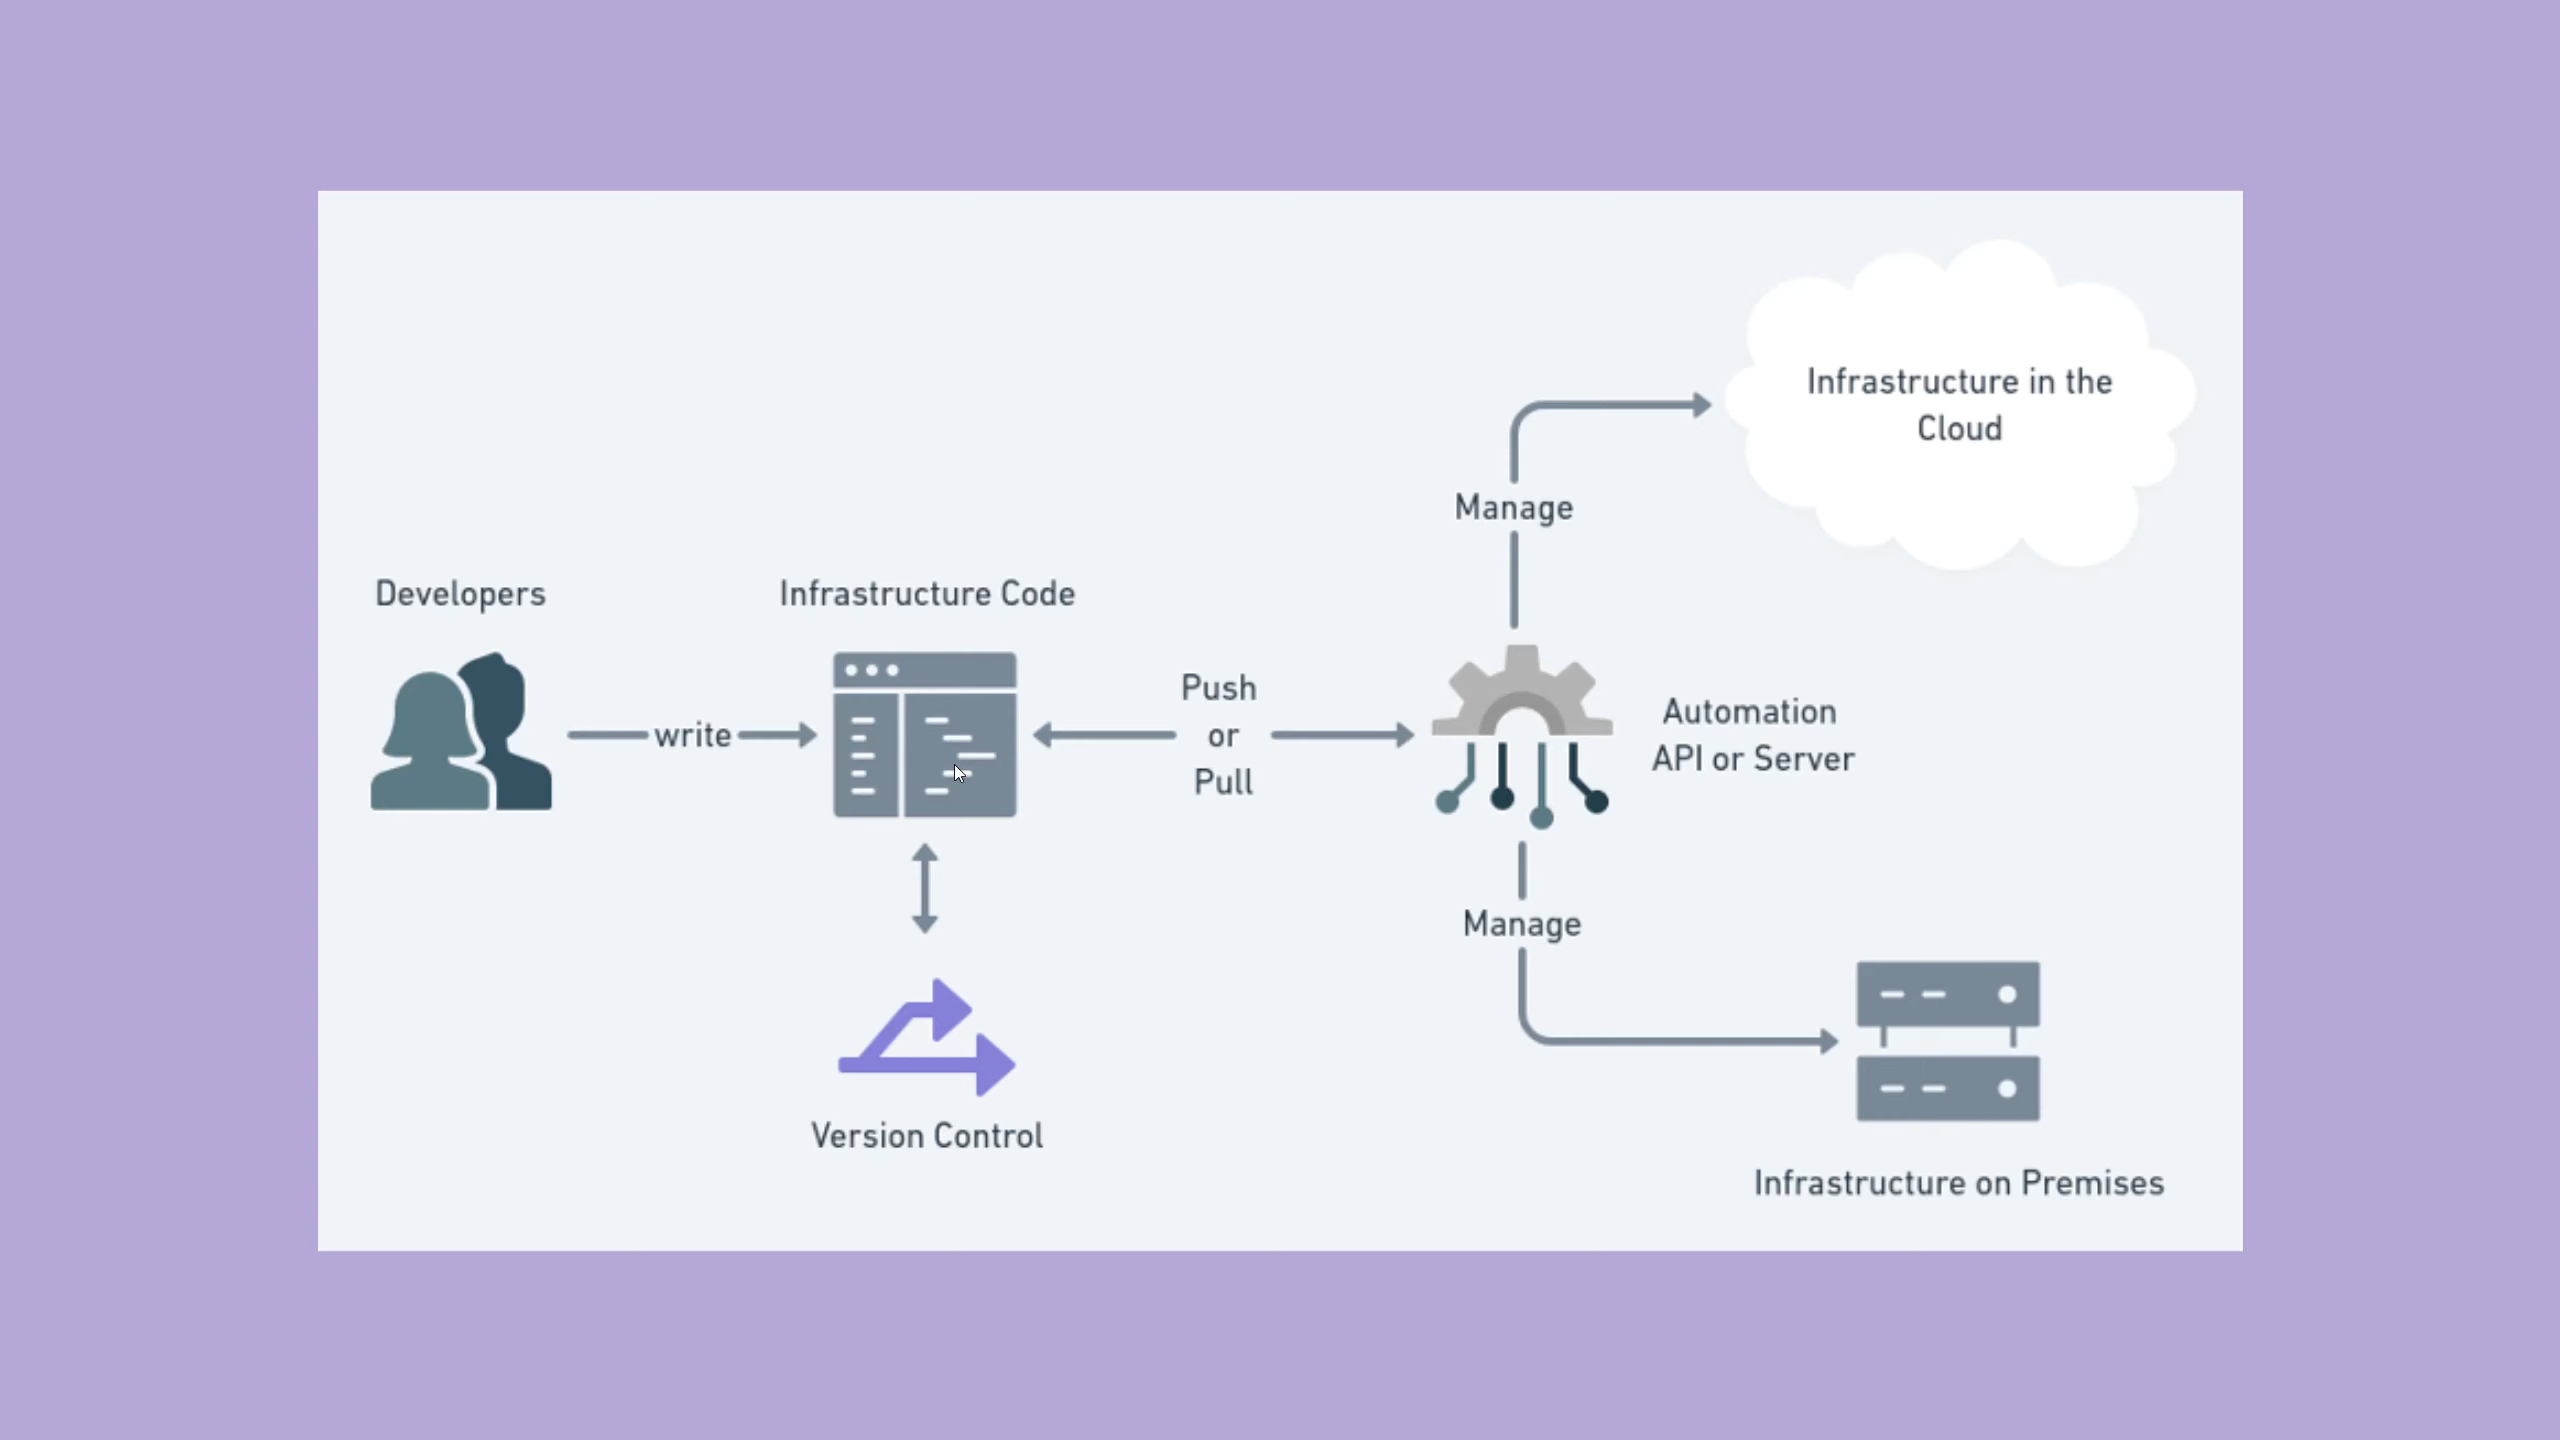 Infrastructure in the
Cloud
Manage
Developers
Infrastructure Code
write
Push
or
Pull
Automation
API or Server
Manage
Version Control
Infrastructure on Premises